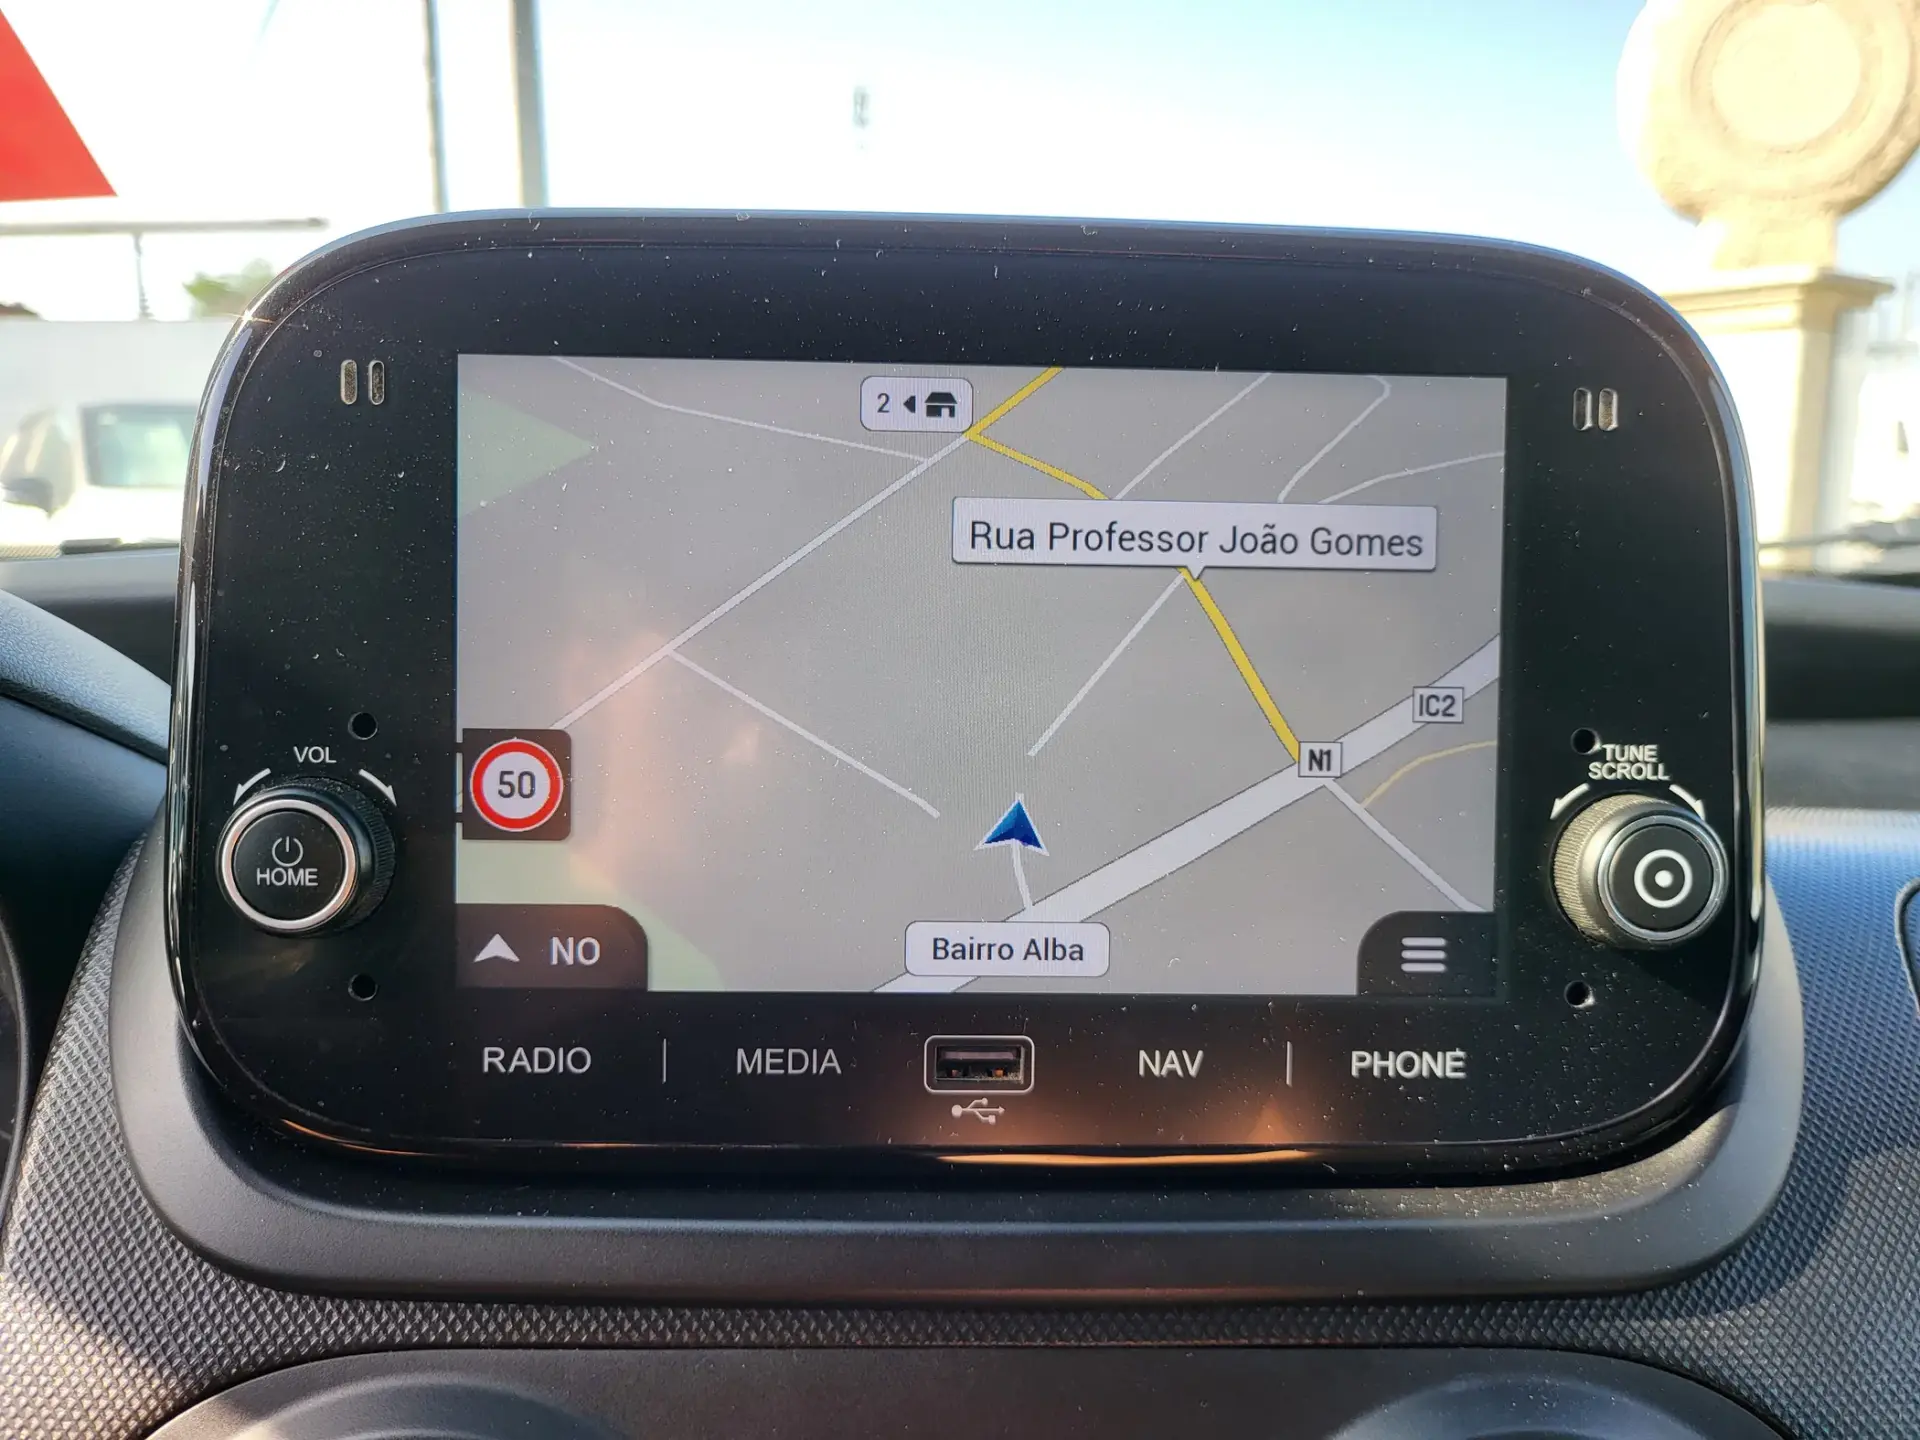 2
Rua Professor João Gomes
IC2
N1
50
VOL
HOME
TUNE
SCROLL
NO
Bairro Alba
RADIO
MEDIA
NAV
PHONE